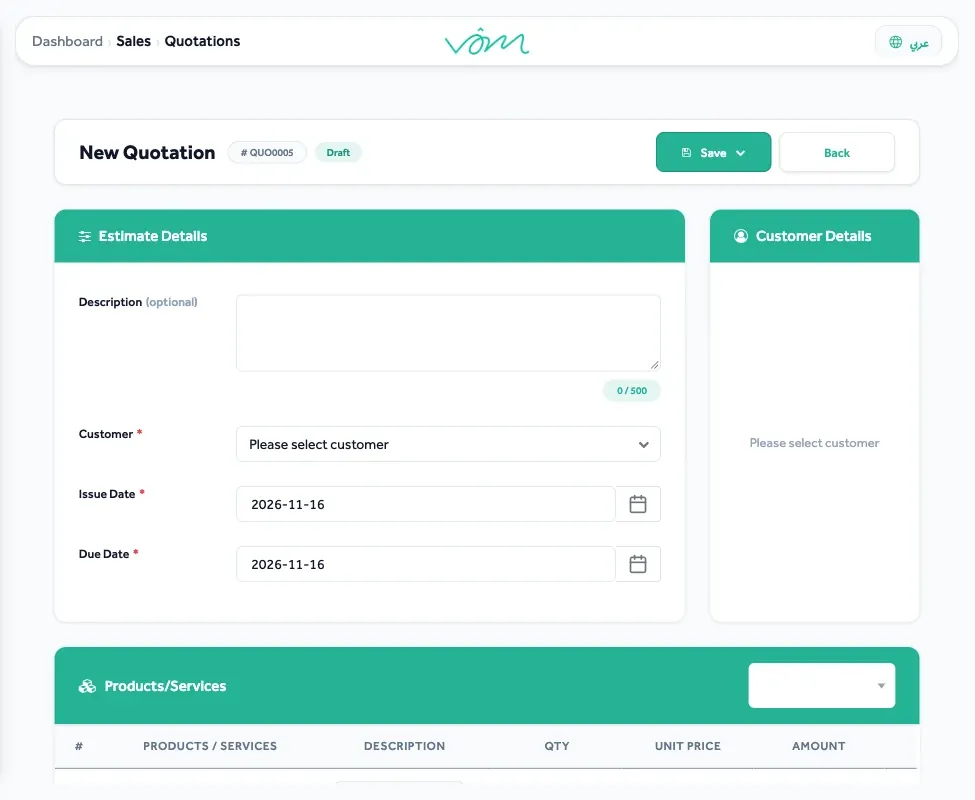 Dashboard › Sales › Quotations
vôm
عربي
New Quotation
# QUO0005
Draft
Save
Back
Estimate Details
Customer Details
Description (optional)
0 / 500
Customer *
Please select customer
Please select customer
Issue Date *
2026-11-16
Due Date *
2026-11-16
Products/Services
# PRODUCTS / SERVICES DESCRIPTION QTY UNIT PRICE AMOUNT